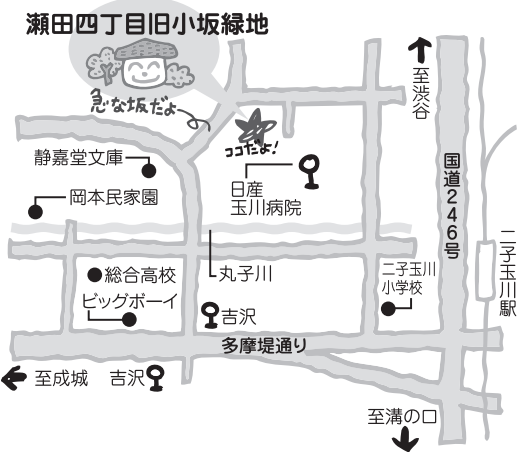 瀬田四丁目旧小坂緑地
急な坂だよ
ココだよ!
至渋谷
静嘉堂文庫
岡本民家園
日産
玉川病院
国道246号
二子玉川駅
総合高校
ビッグボーイ
丸子川
二子玉川
小学校
吉沢
多摩堤通り
至成城
吉沢
至溝の口